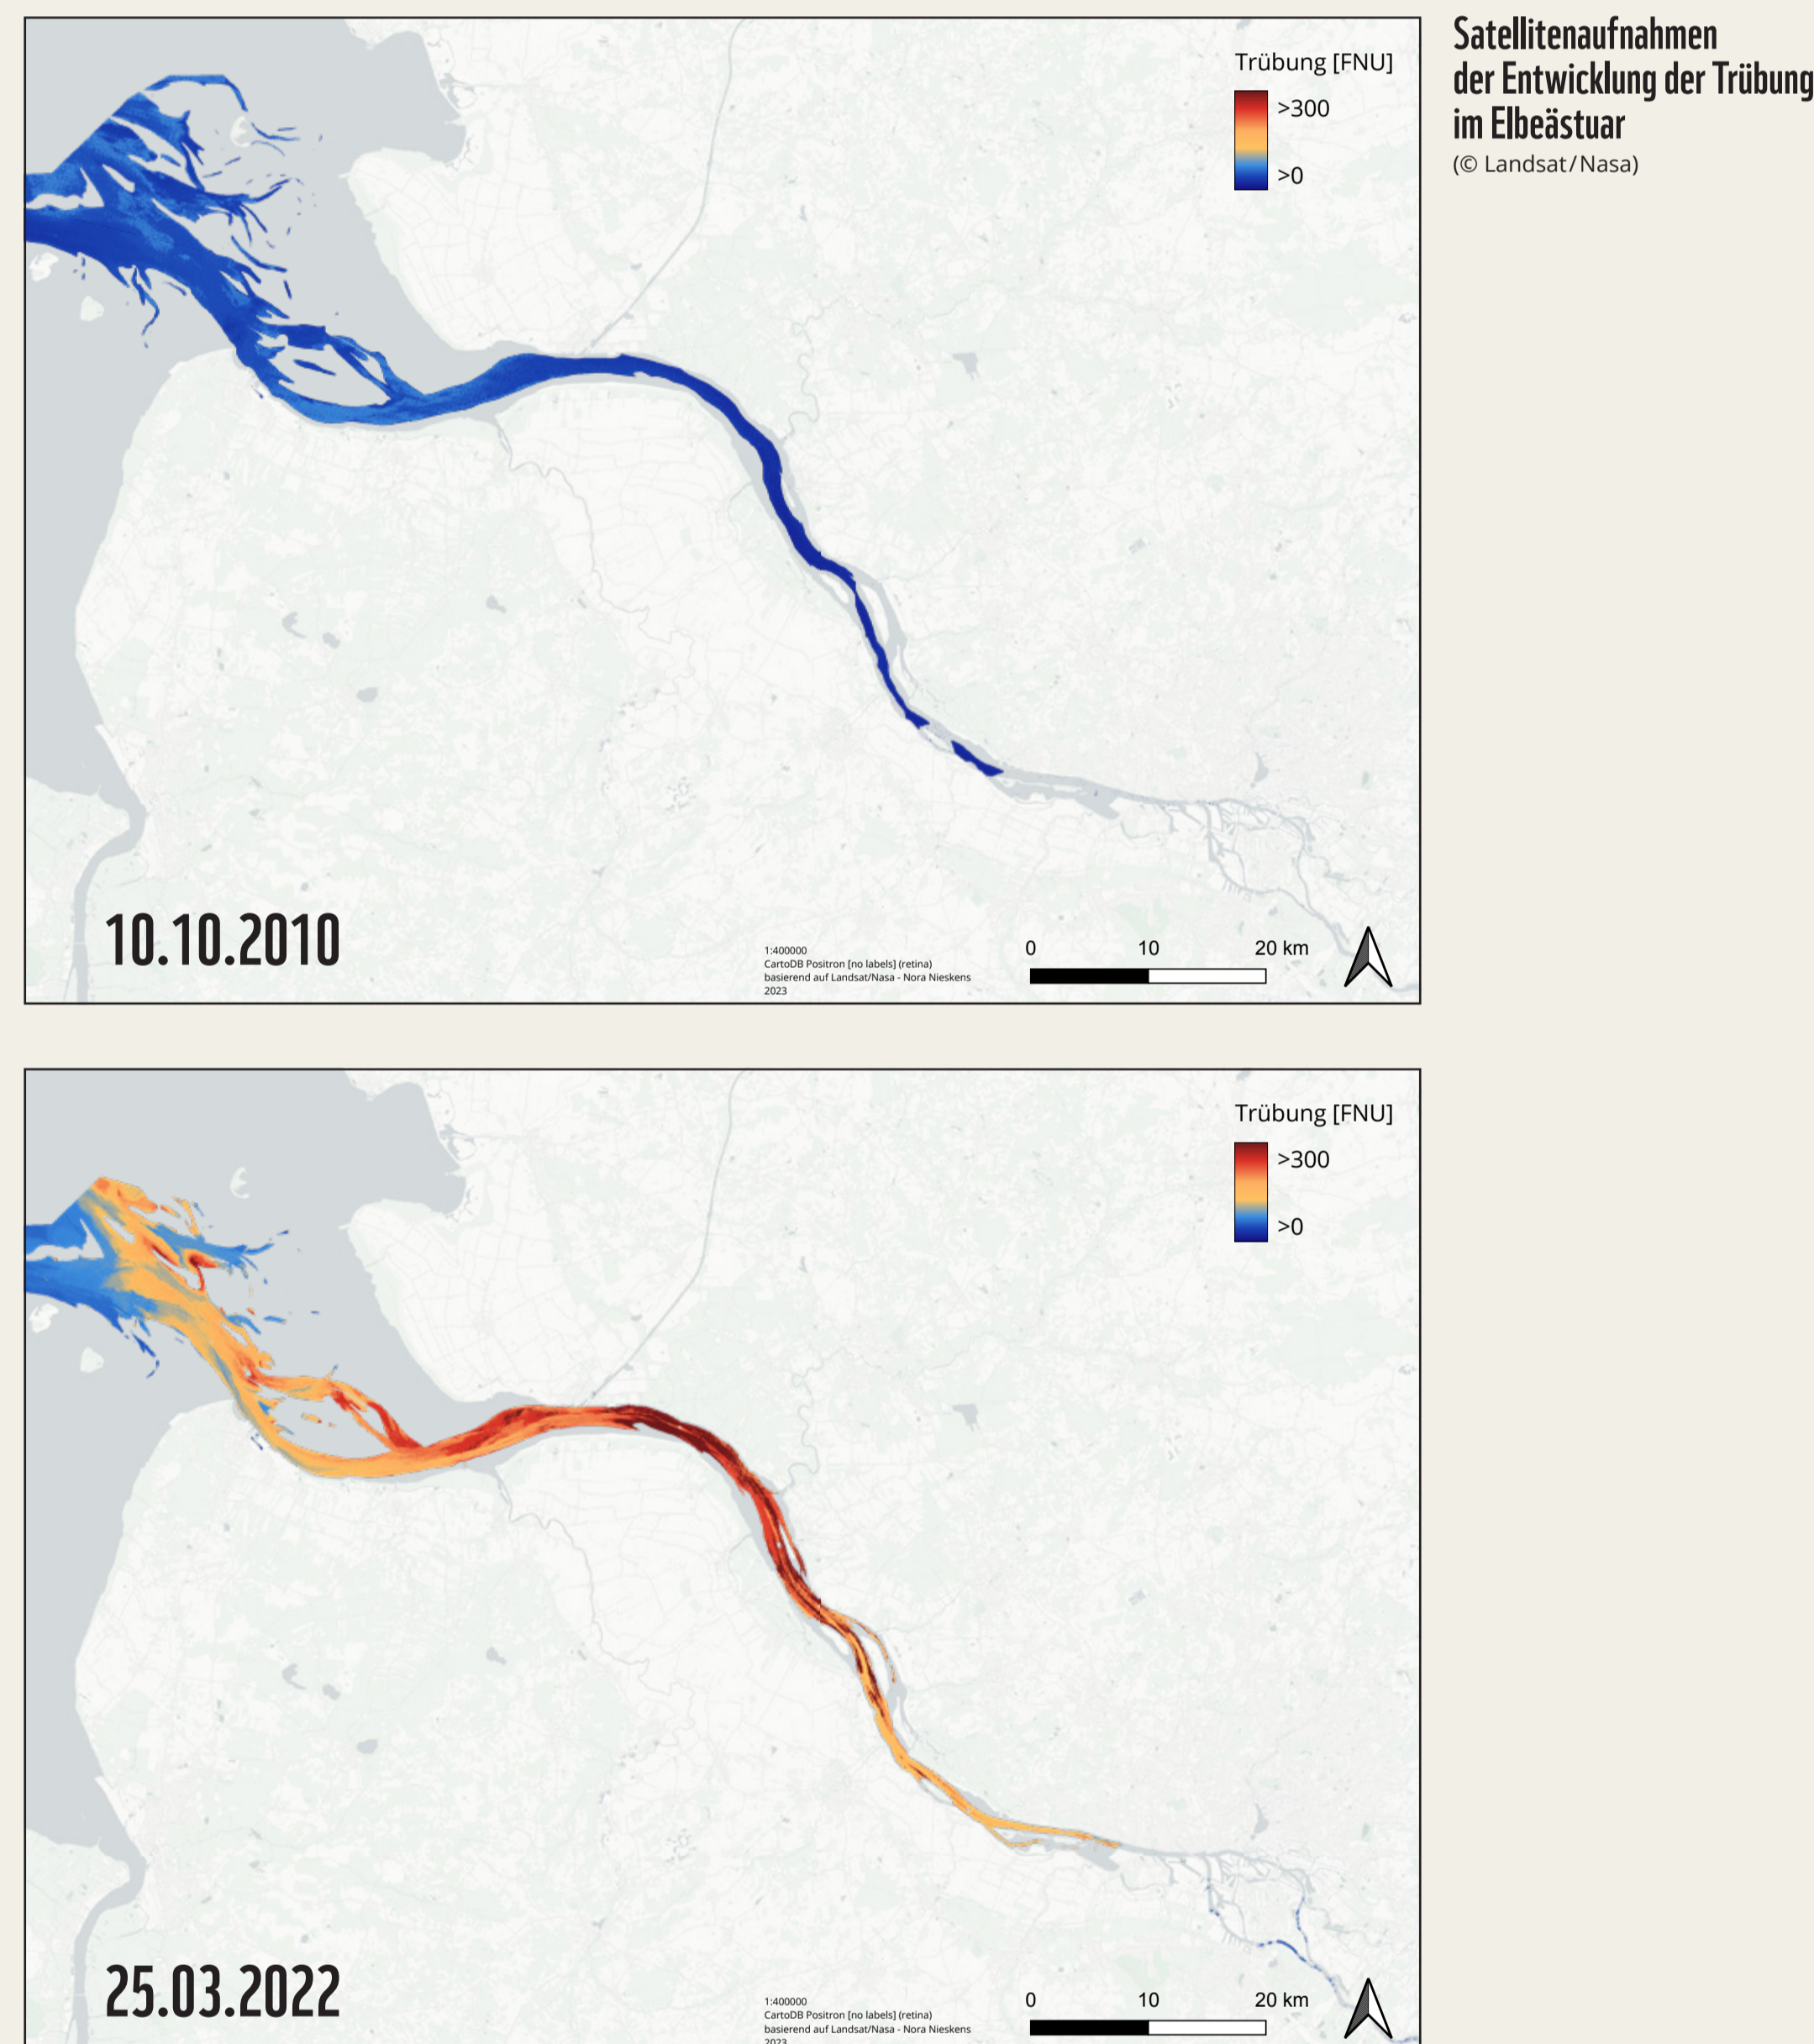 Satellitenaufnahmen
der Entwicklung der Trübung
im Elbeästuar
(© Landsat/Nasa)
Trübung [FNU]
>300
>0
10.10.2010
1:400000
CartoDB Positron [no labels] (retina)
basierend auf Landsat/Nasa - Nora Nieskens
2023
0 10 20 km
Trübung [FNU]
>300
>0
25.03.2022
1:400000
CartoDB Positron [no labels] (retina)
basierend auf Landsat/Nasa - Nora Nieskens
2023
0 10 20 km